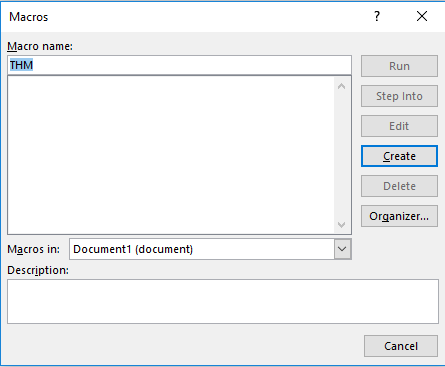 Macros
Macro name:
THM
Run
Step Into
Edit
Create
Delete
Organizer...
Macros in: Document1 (document)
Description:
Cancel